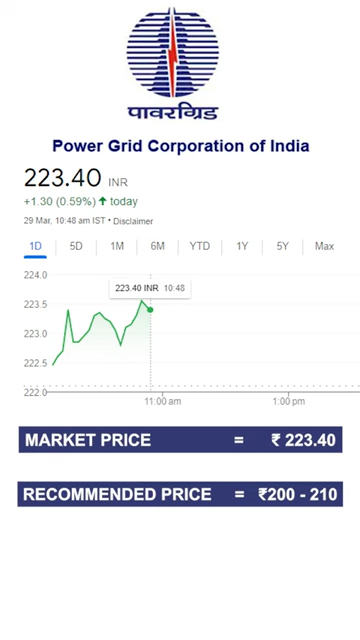 पावरग्रिड
Power Grid Corporation of India
223.40 INR
+1.30 (0.59%) ↑ today
29 Mar, 10:48 am IST • Disclaimer
1D 5D 1M 6M YTD 1Y 5Y Max
224.0
223.40 INR 10:48
223.5
223.0
222.5
222.0
11:00 am 1:00 pm
MARKET PRICE = ₹ 223.40
RECOMMENDED PRICE = ₹200 - 210